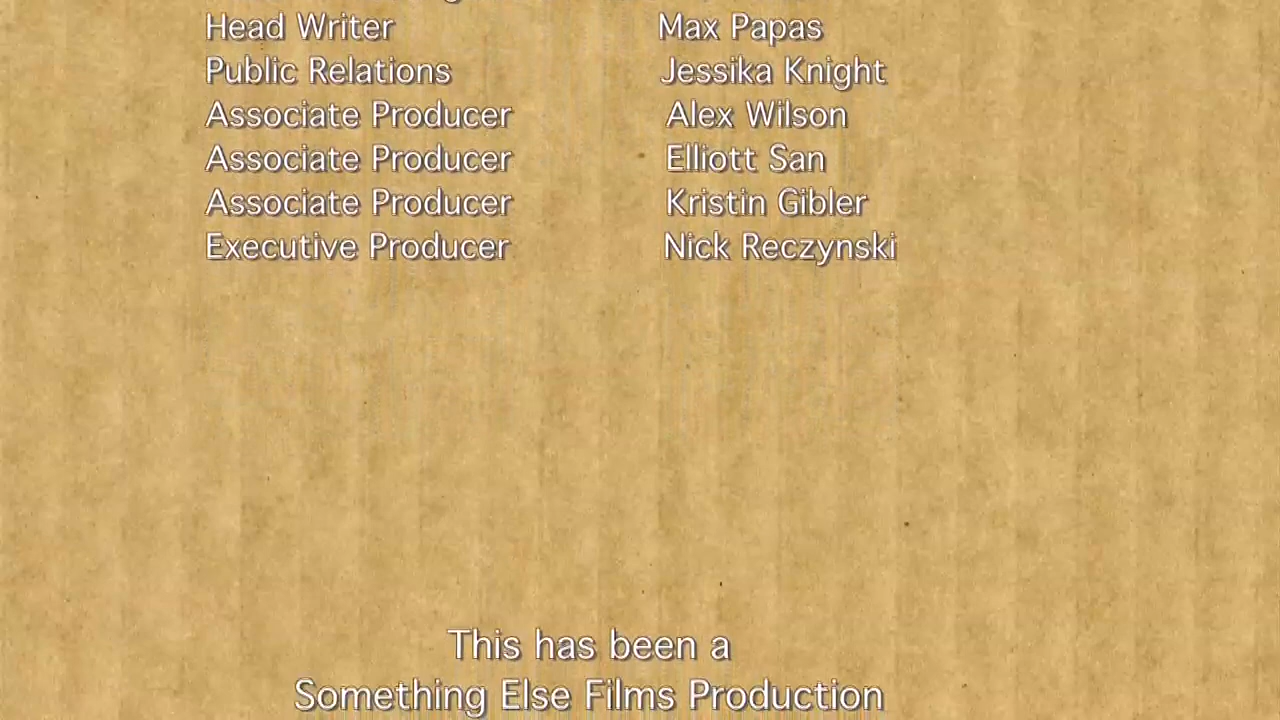 Head Writer Max Papas
Public Relations Jessika Knight
Associate Producer Alex Wilson
Associate Producer Elliott San
Associate Producer Kristin Gibler
Executive Producer Nick Reczynski
This has been a
Something Else Films Production